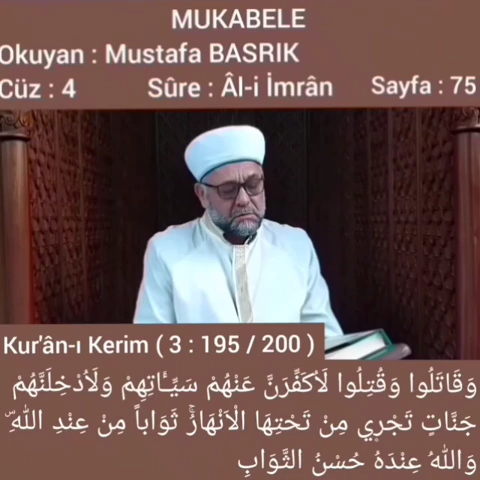 MUKABELE
Okuyan : Mustafa BASRIK
Cüz : 4 Sûre : Âl-i İmrân Sayfa : 75
Kur'ân-ı Kerim ( 3 : 195 / 200 )
وَقَاتَلُوا وَقُتِلُوا لَاُكَفِّرَنَّ عَنْهُمْ سَيِّـَٔاتِهِمْ وَلَاُدْخِلَنَّهُمْ
جَنَّاتٍ تَجْر۪ي مِنْ تَحْتِهَا الْاَنْهَارُۚ ثَوَاباً مِنْ عِنْدِ اللّٰهِۜ
وَاللّٰهُ عِنْدَهُ حُسْنُ الثَّوَابِ